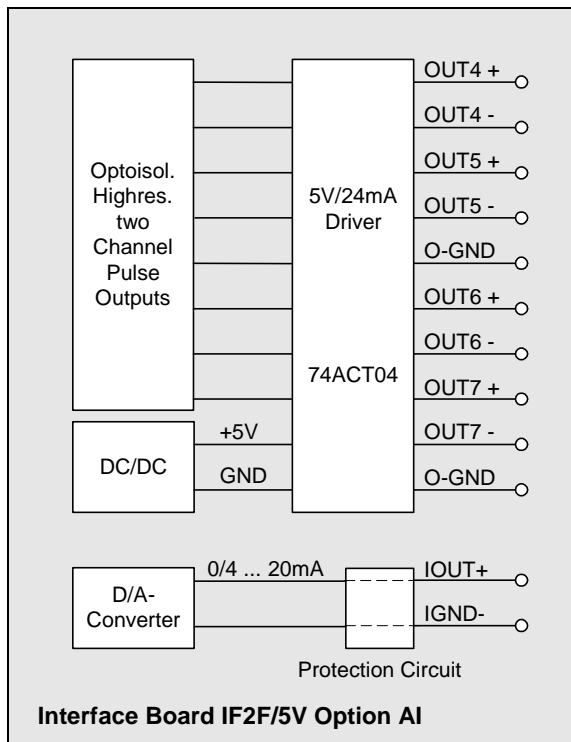 Optoisol.
Highres.
two
Channel
Pulse
Outputs
5V/24mA
Driver
74ACT04
OUT4 +
OUT4 -
OUT5 +
OUT5 -
O-GND
OUT6 +
OUT6 -
OUT7 +
OUT7 -
O-GND
DC/DC
+5V
GND
D/A-
Converter
0/4 ... 20mA
IOUT+
IGND-
Protection Circuit
Interface Board IF2F/5V Option AI